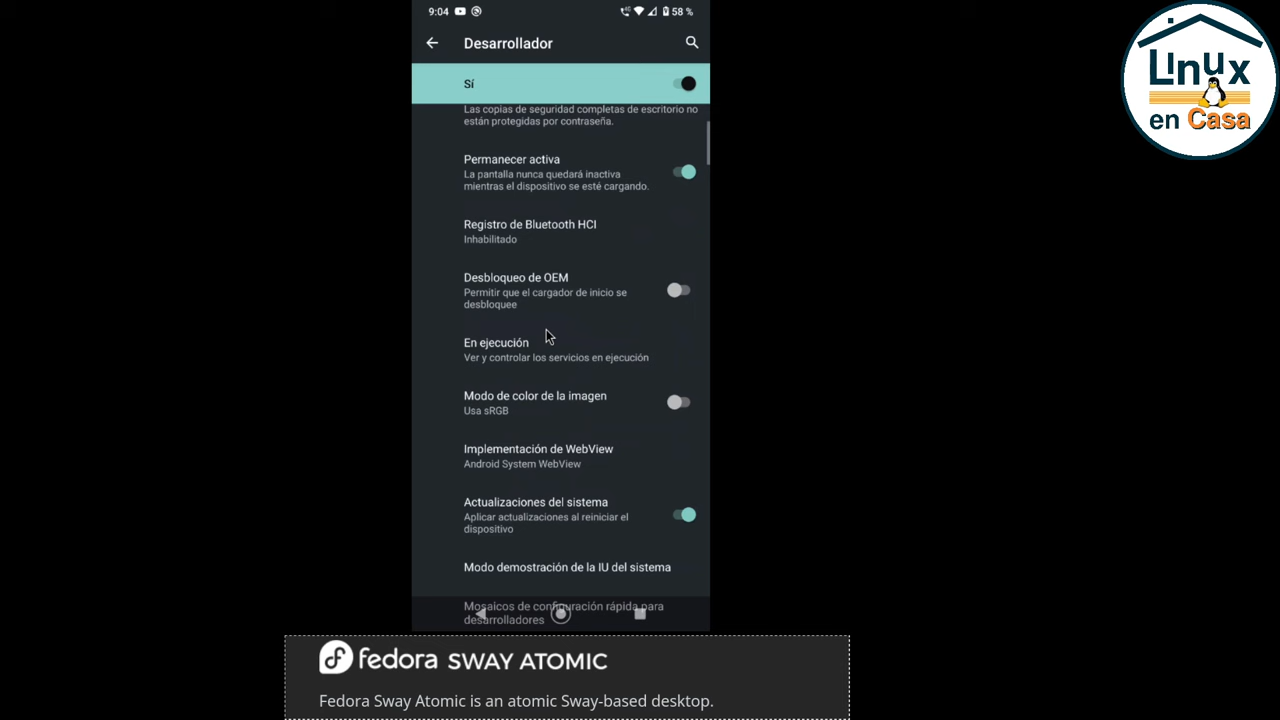 9:04
58 %
Desarrollador
Sí
Las copias de seguridad completas de escritorio no
están protegidas por contraseña.
Permanecer activa
La pantalla nunca quedará inactiva
mientras el dispositivo se esté cargando.
Registro de Bluetooth HCI
Inhabilitado
Desbloqueo de OEM
Permitir que el cargador de inicio se
desbloquee
En ejecución
Ver y controlar los servicios en ejecución
Modo de color de la imagen
Usa sRGB
Implementación de WebView
Android System WebView
Actualizaciones del sistema
Aplicar actualizaciones al reiniciar el
dispositivo
Modo demostración de la IU del sistema
Mosaicos de configuración rápida para
desarrolladores
Linux
en Casa
fedora SWAY ATOMIC
Fedora Sway Atomic is an atomic Sway-based desktop.